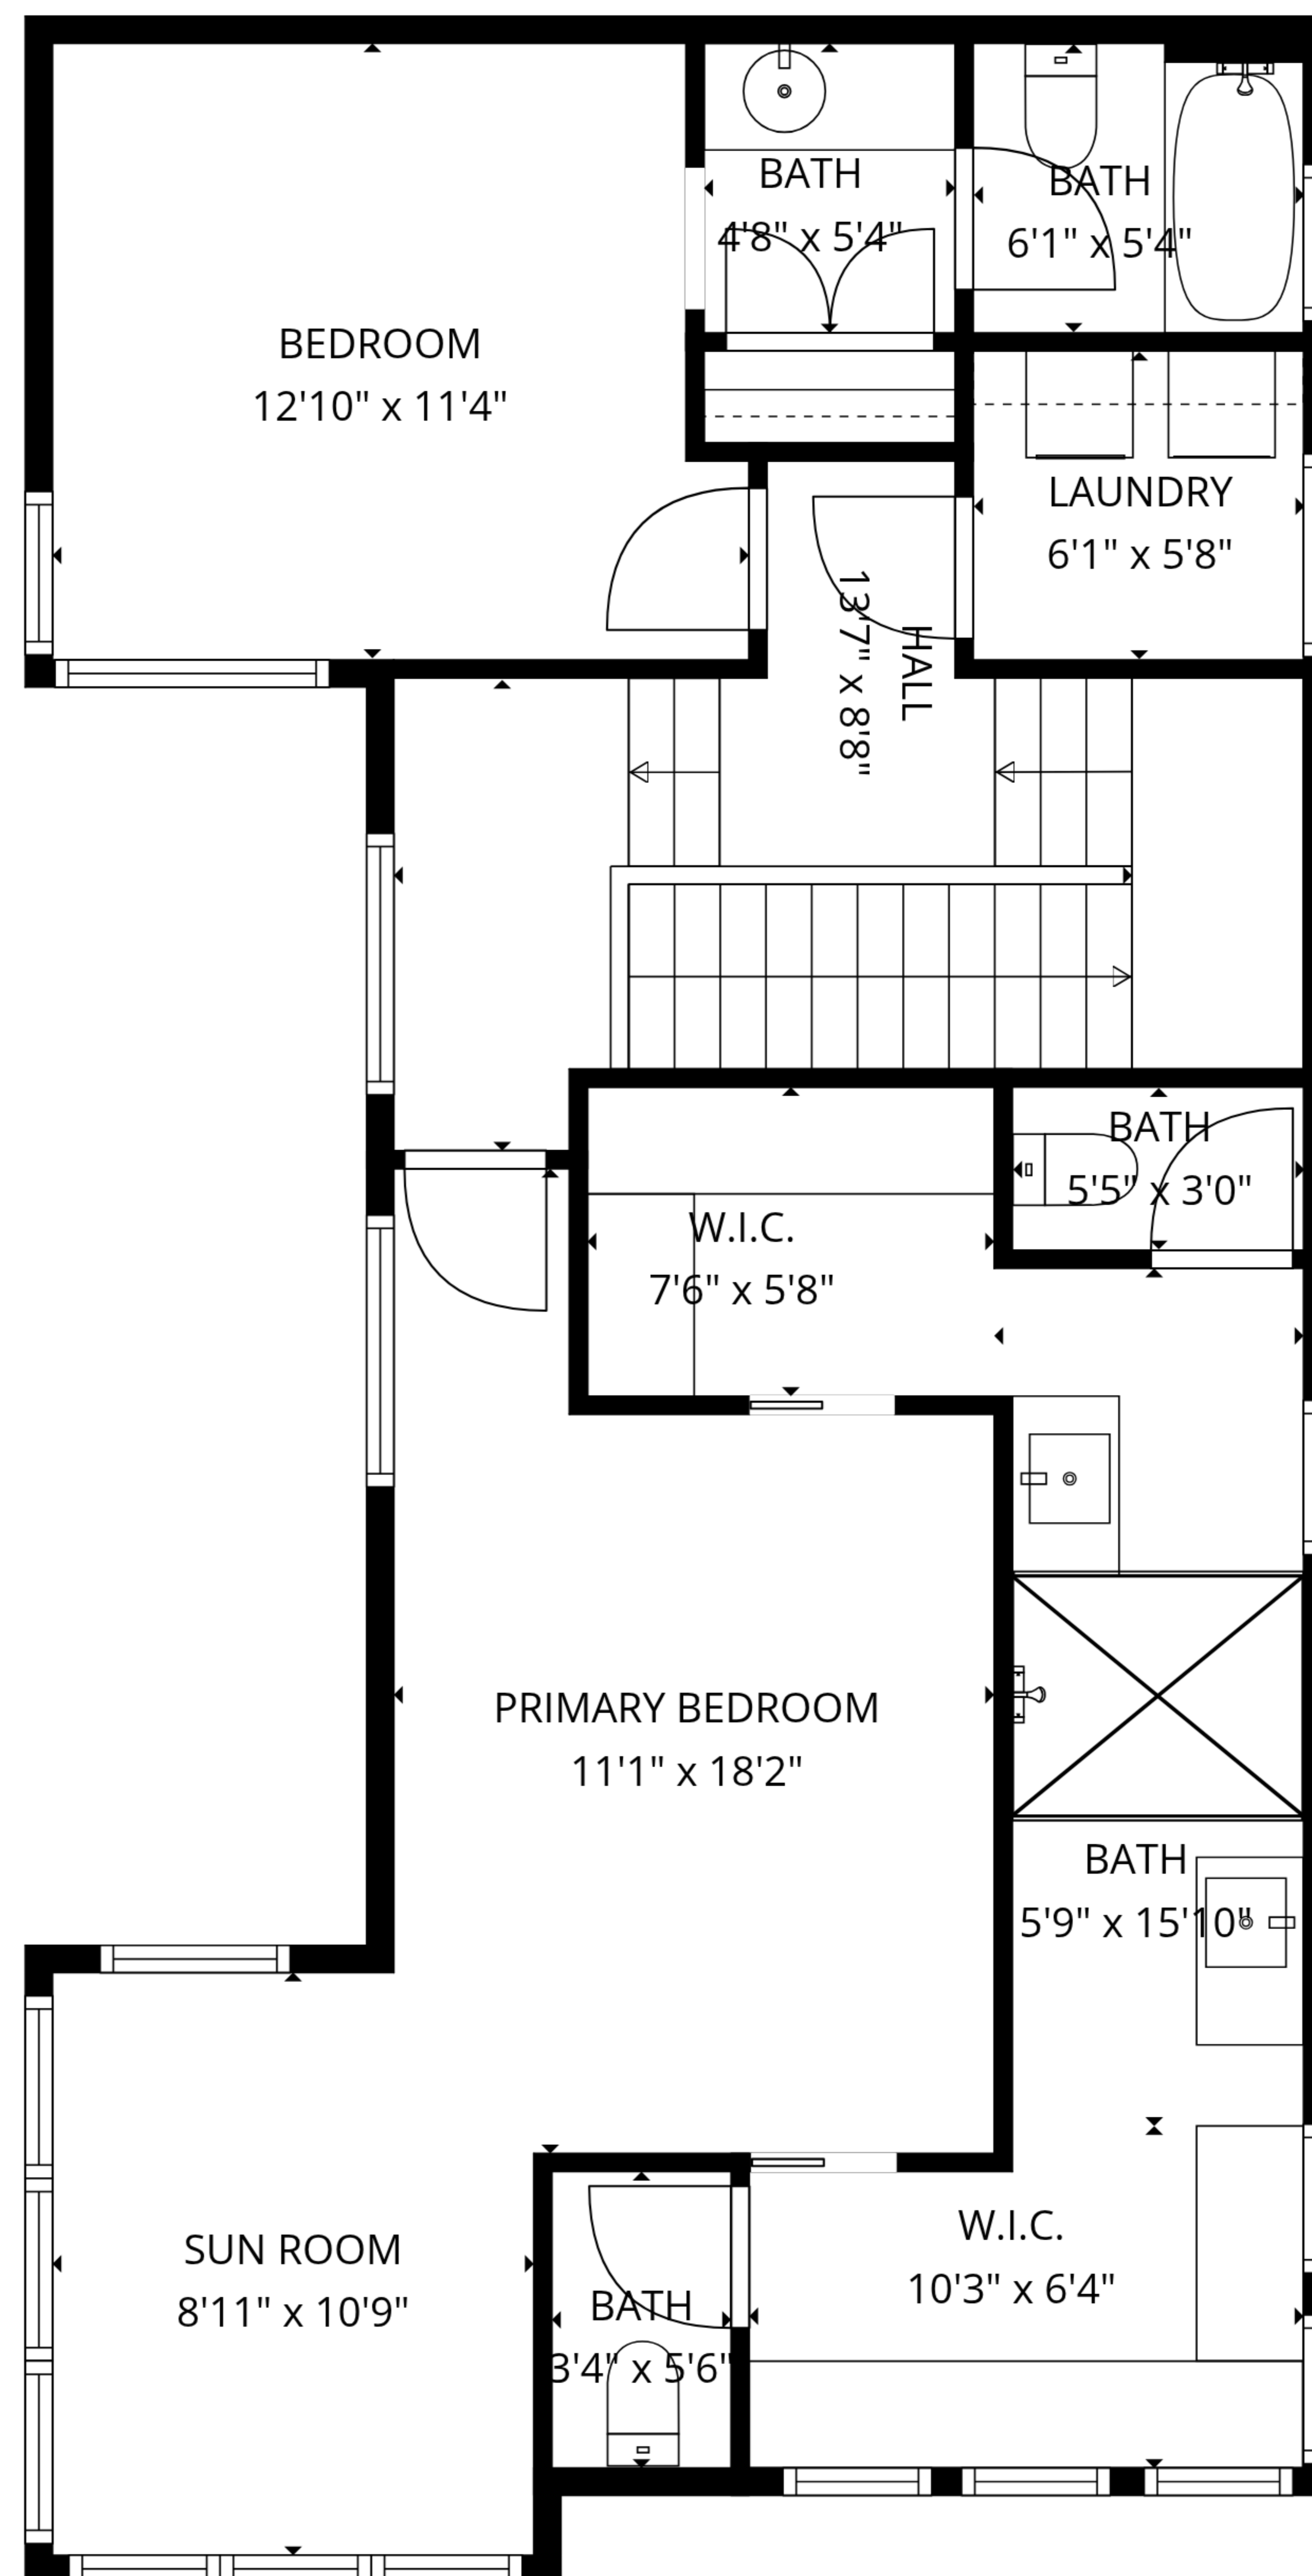 BATH
4'8" x 5'4"
BATH
6'1" x 5'4"
BEDROOM
12'10" x 11'4"
LAUNDRY
6'1" x 5'8"
HALL
13'7" x 8'8"
BATH
5'5" x 3'0"
W.I.C.
7'6" x 5'8"
PRIMARY BEDROOM
11'1" x 18'2"
BATH
5'9" x 15'10"
SUN ROOM
8'11" x 10'9"
W.I.C.
10'3" x 6'4"
BATH
3'4" x 5'6"